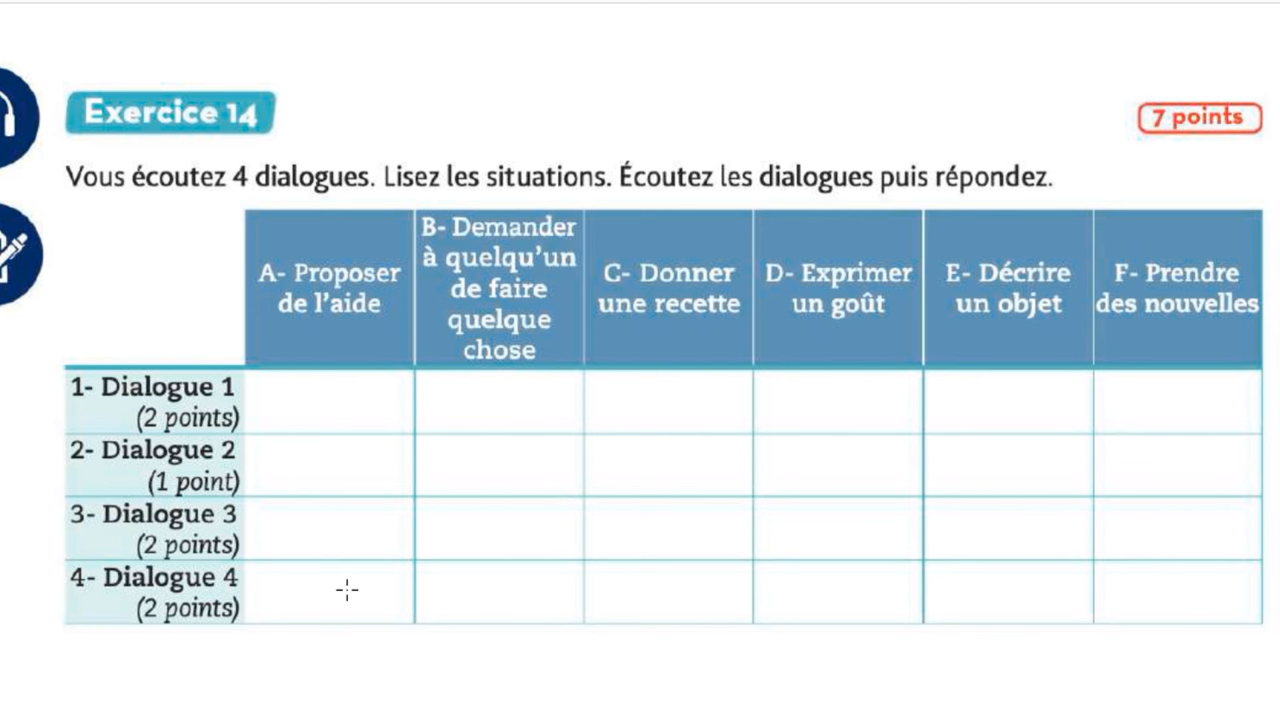 Exercice 14
7 points
Vous écoutez 4 dialogues. Lisez les situations. Écoutez les dialogues puis répondez.
A- Proposer
de l'aide
B- Demander
à quelqu'un
de faire
quelque
chose
C- Donner
une recette
D- Exprimer
un goût
E- Décrire
un objet
F- Prendre
des nouvelles
1- Dialogue 1
(2 points)
2- Dialogue 2
(1 point)
3- Dialogue 3
(2 points)
4- Dialogue 4
(2 points)